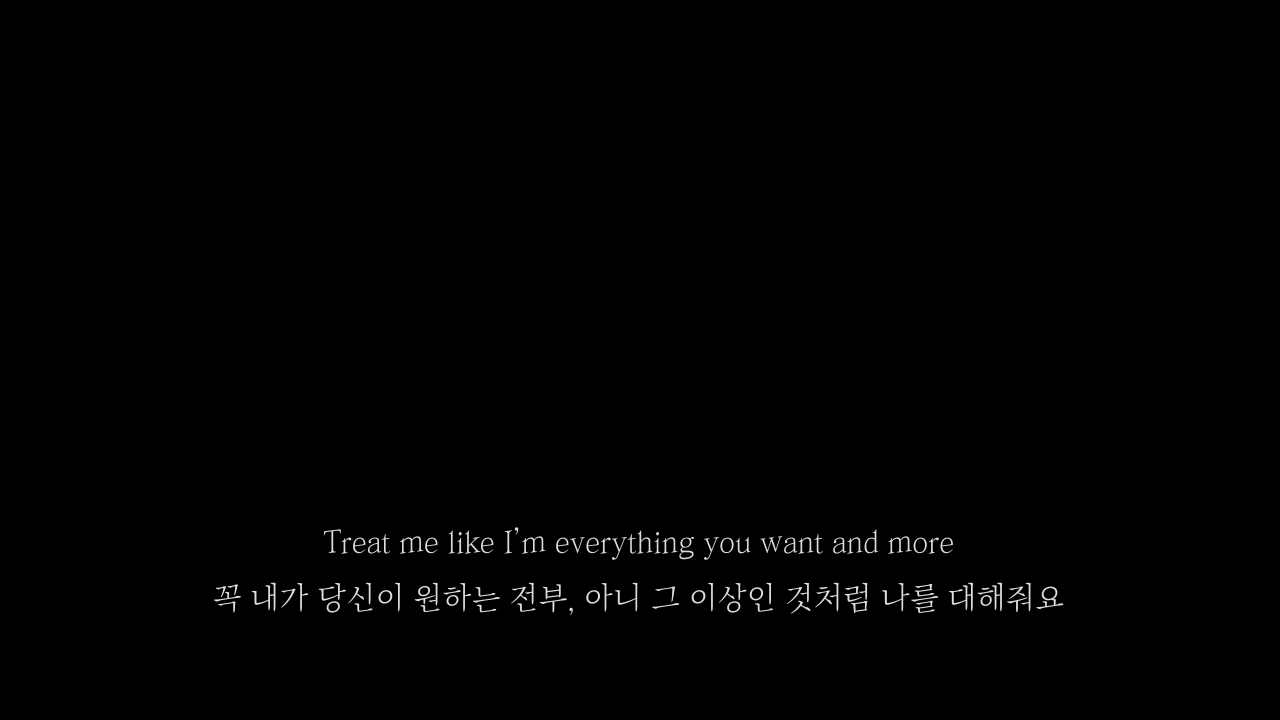 Treat me like I’m everything you want and more
꼭 내가 당신이 원하는 전부, 아니 그 이상인 것처럼 나를 대해줘요